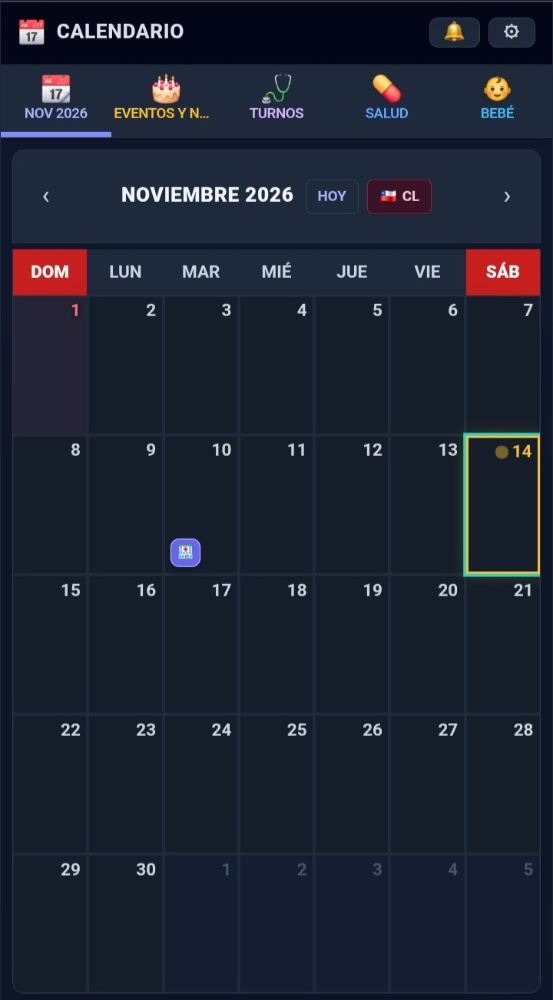 CALENDARIO
NOV 2026 EVENTOS Y N... TURNOS SALUD BEBÉ
‹ NOVIEMBRE 2026 HOY CL ›
DOM LUN MAR MIÉ JUE VIE SÁB
1 2 3 4 5 6 7
8 9 10 11 12 13 14
15 16 17 18 19 20 21
22 23 24 25 26 27 28
29 30 1 2 3 4 5